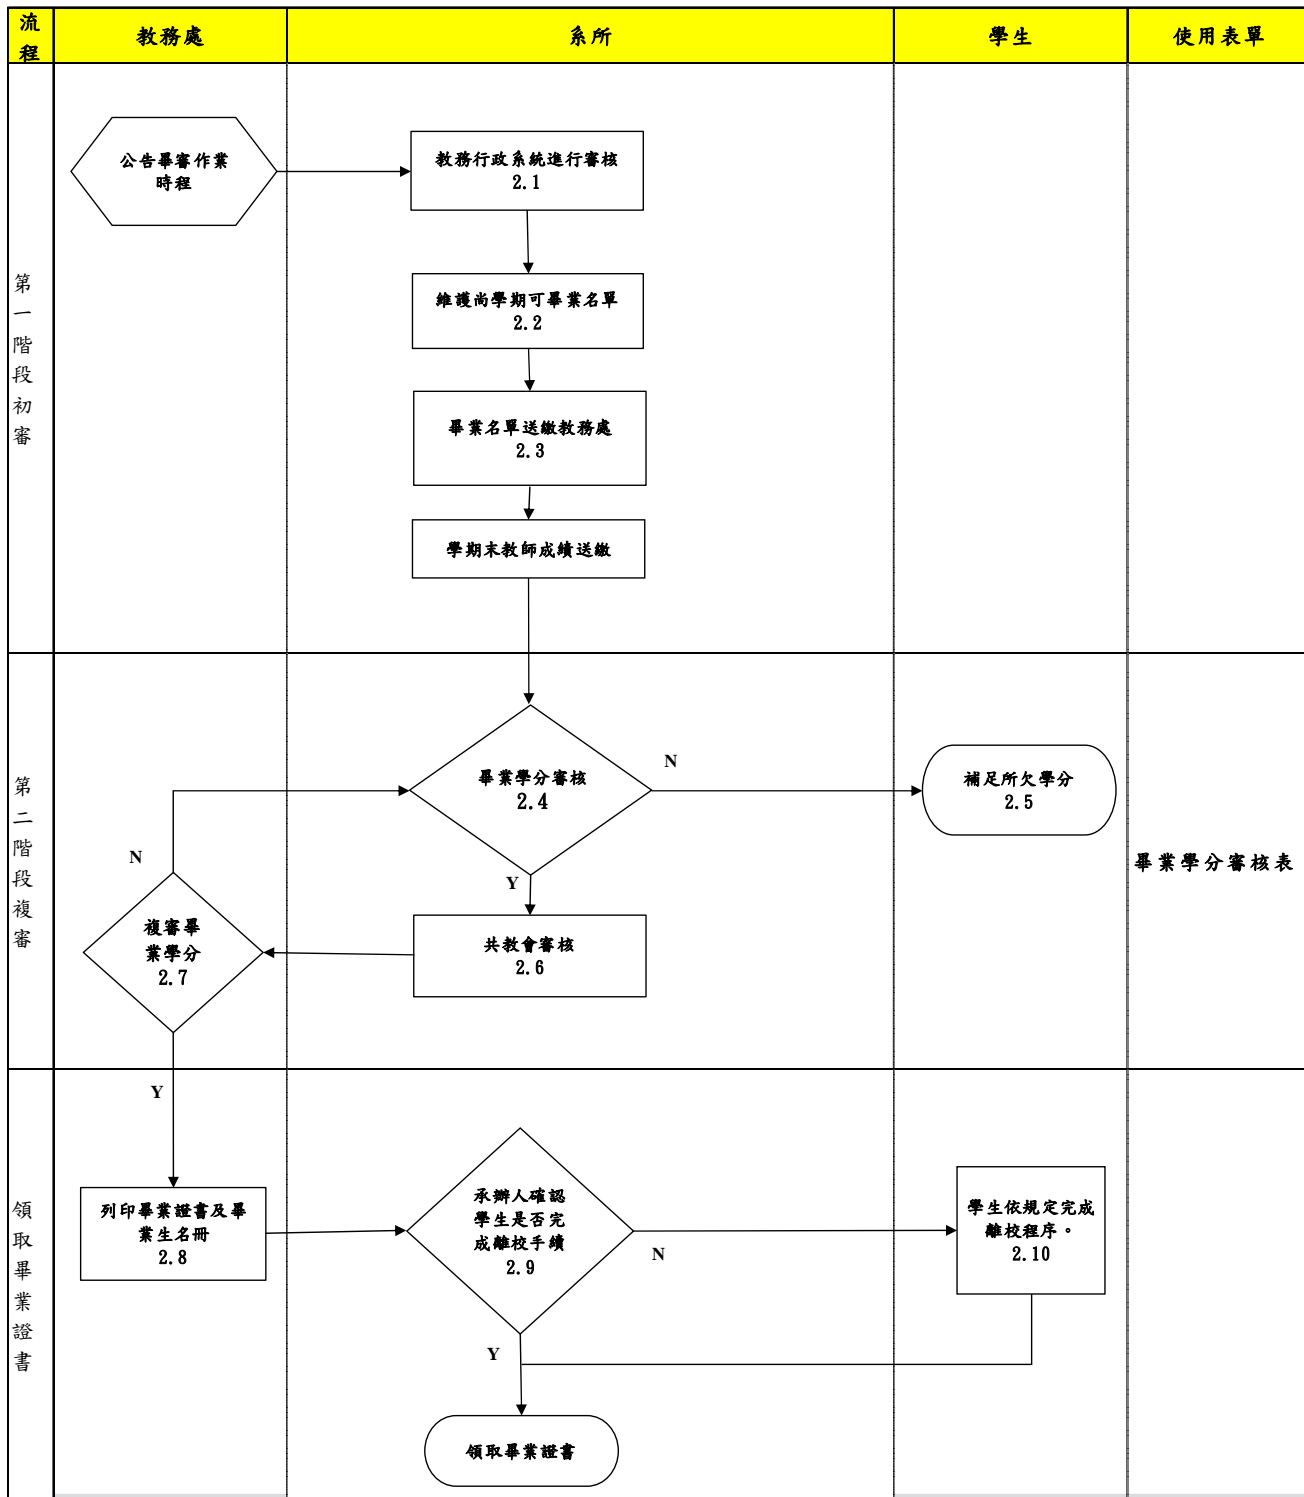 流
程
教務處
系所
學生
使用表單
第
一
階
段
初
審
公告畢審作業
時程
教務行政系統進行審核
2.1
維護尚學期可畢業名單
2.2
畢業名單送繳教務處
2.3
學期末教師成績送繳
第
二
階
段
複
審
畢業學分審核
2.4
N
補足所欠學分
2.5
Y
N
複審畢
業學分
2.7
共教會審核
2.6
畢業學分審核表
Y
領
取
畢
業
證
書
列印畢業證書及畢
業生名冊
2.8
承辦人確認
學生是否完
成離校手續
2.9
N
學生依規定完成
離校程序。
2.10
Y
領取畢業證書